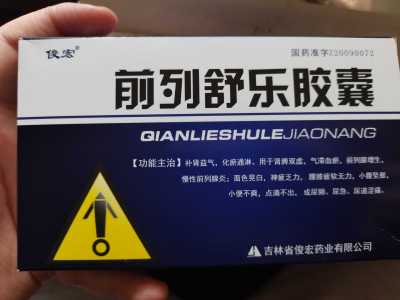 俊宏®
国药准字Z20090072
前列舒乐胶囊
QIANLIESHULEJIAONANG
【功能主治】补肾益气，化瘀通淋。用于肾脾双虚，气滞血瘀，前列腺增生，
慢性前列腺炎；面色㿠白，神疲乏力，腰膝疲软无力，小腹坠胀，
小便不爽，点滴不出，或尿频、尿急、尿道涩痛。
吉林省俊宏药业有限公司